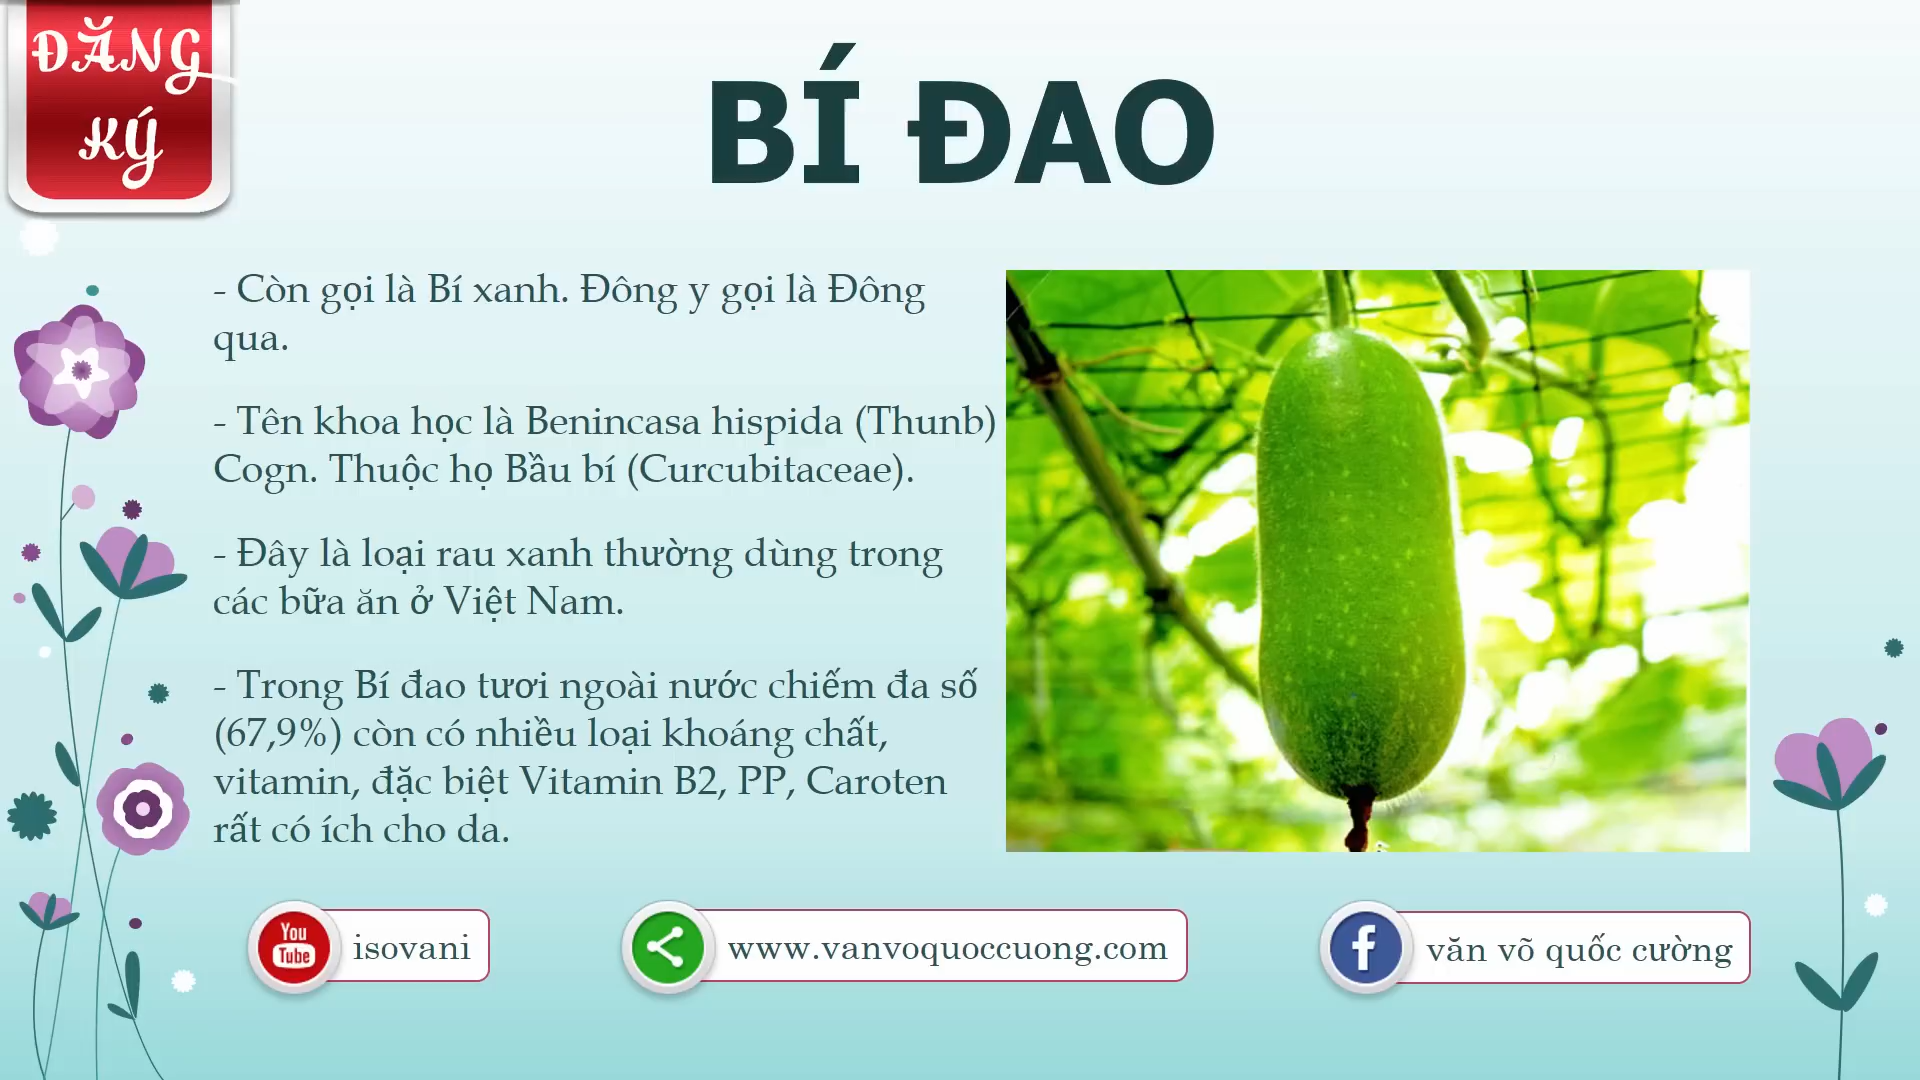 ĐĂNG
KÝ
BÍ ĐAO
- Còn gọi là Bí xanh. Đông y gọi là Đông
qua.
- Tên khoa học là Benincasa hispida (Thunb)
Cogn. Thuộc họ Bầu bí (Curcubitaceae).
- Đây là loại rau xanh thường dùng trong
các bữa ăn ở Việt Nam.
- Trong Bí đao tươi ngoài nước chiếm đa số
(67,9%) còn có nhiều loại khoáng chất,
vitamin, đặc biệt Vitamin B2, PP, Caroten
rất có ích cho da.
You
Tube
isovani
www.vanvoquoccuong.com
f
văn võ quốc cường